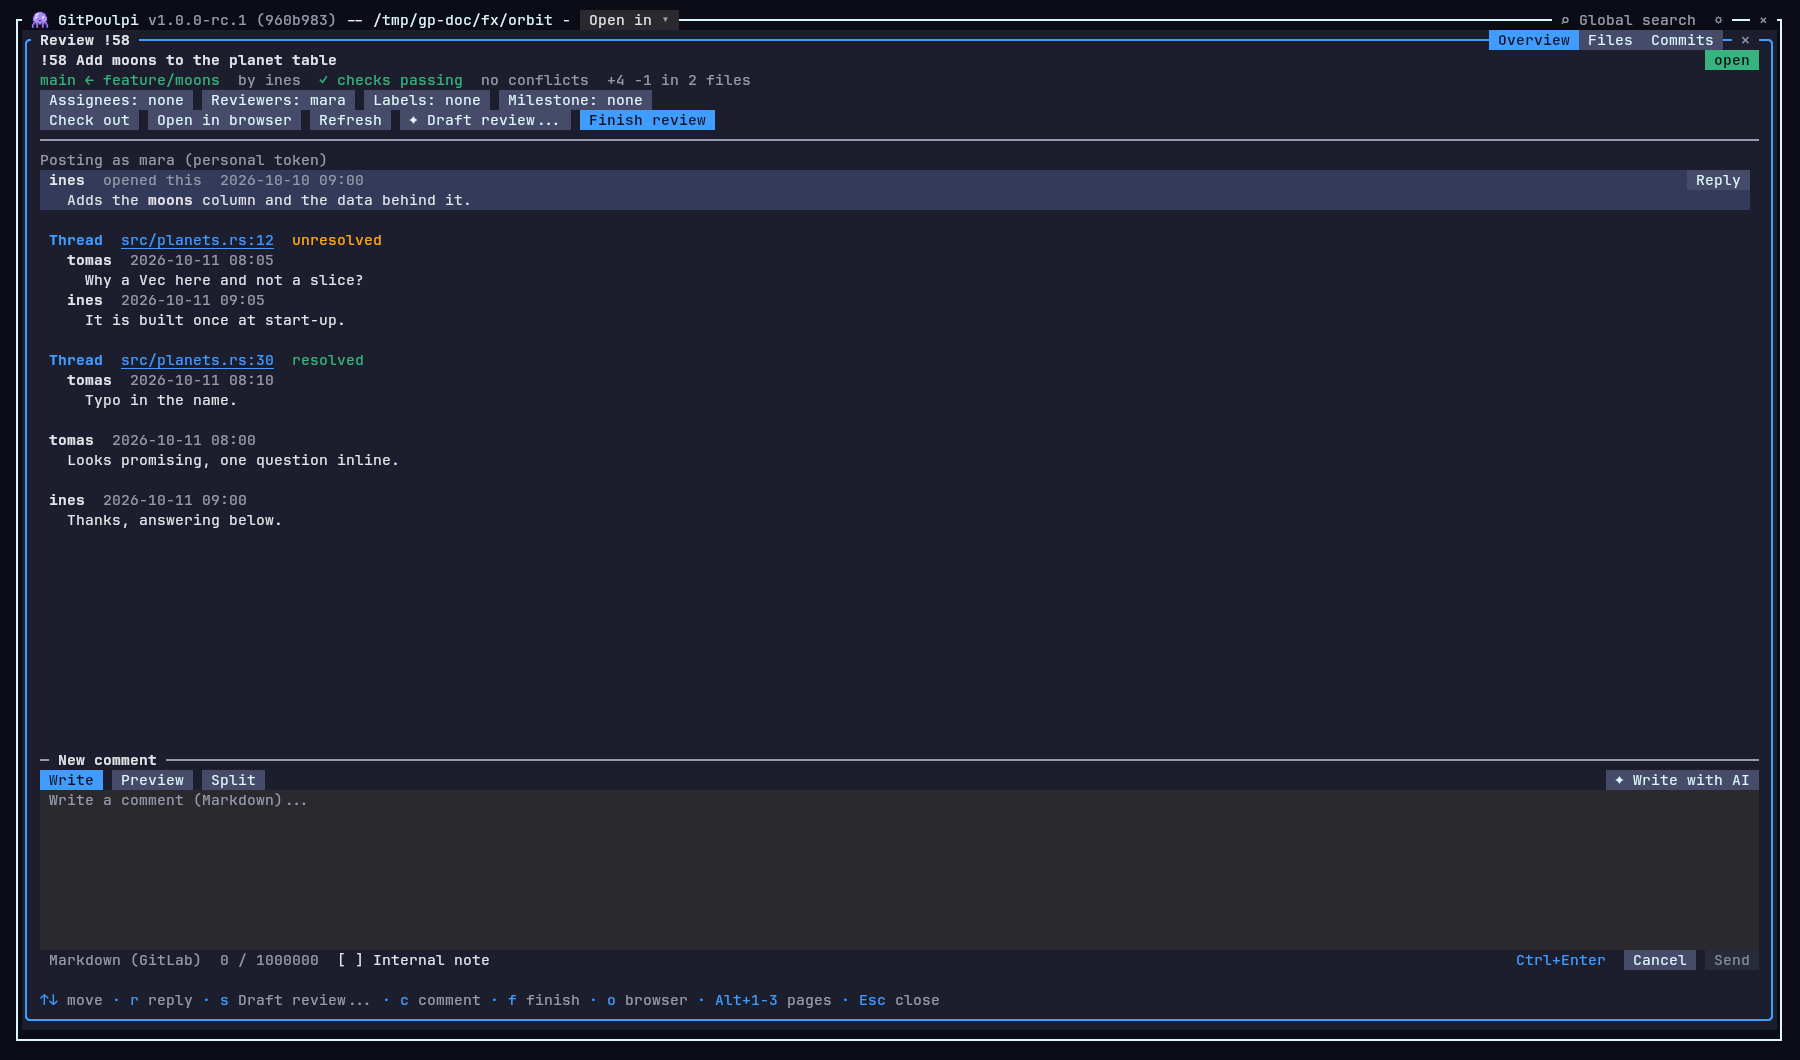 GitPoulpi v1.0.0-rc.1 (960b983) -- /tmp/gp-doc/fx/orbit - Open in ▾ ⌕ Global search ⚙ ×
Review !58 Overview Files Commits ×
!58 Add moons to the planet table open
main ← feature/moons by ines ✓ checks passing no conflicts +4 -1 in 2 files
Assignees: none Reviewers: mara Labels: none Milestone: none
Check out Open in browser Refresh ✦ Draft review... Finish review
Posting as mara (personal token)
ines opened this 2026-10-10 09:00 Reply
Adds the moons column and the data behind it.
Thread src/planets.rs:12 unresolved
tomas 2026-10-11 08:05
Why a Vec here and not a slice?
ines 2026-10-11 09:05
It is built once at start-up.
Thread src/planets.rs:30 resolved
tomas 2026-10-11 08:10
Typo in the name.
tomas 2026-10-11 08:00
Looks promising, one question inline.
ines 2026-10-11 09:00
Thanks, answering below.
New comment
Write Preview Split ✦ Write with AI
Write a comment (Markdown)...
Markdown (GitLab) 0 / 1000000 [ ] Internal note Ctrl+Enter Cancel Send
↑↓ move · r reply · s Draft review... · c comment · f finish · o browser · Alt+1-3 pages · Esc close